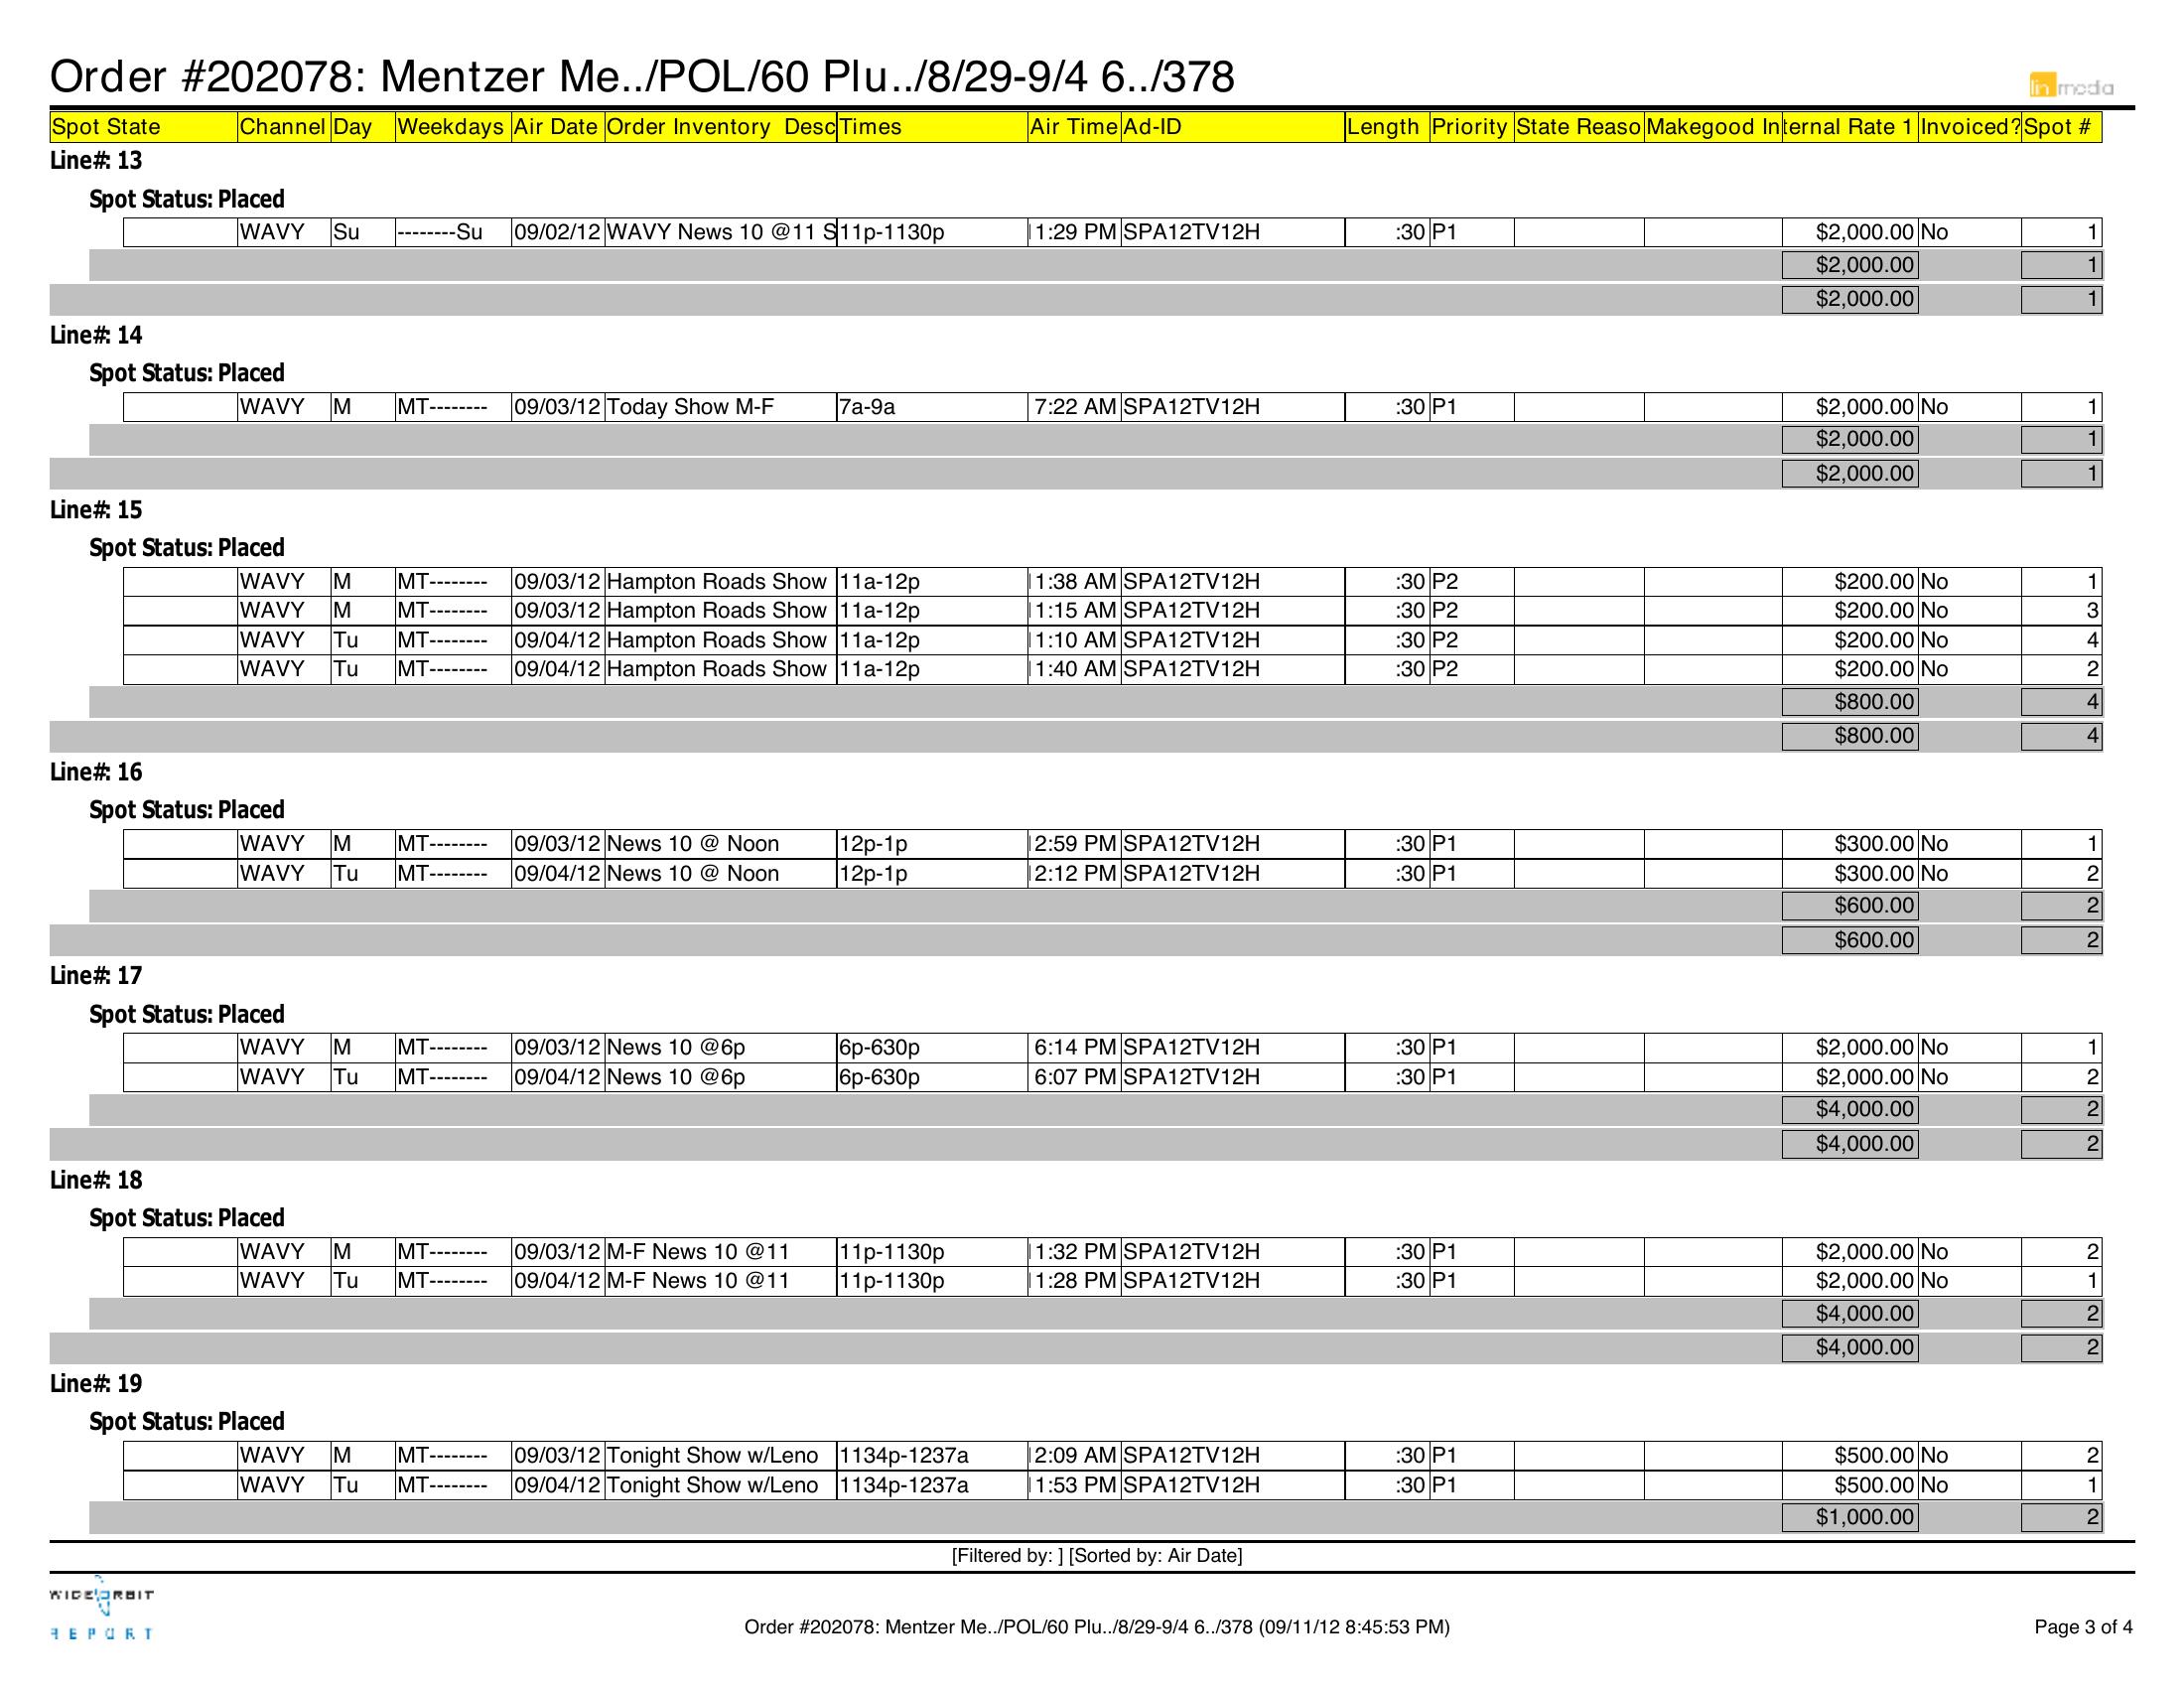 Order #202078: Mentzer Me../POL/60 Plu../8/29-9/4 6../378
lin media
Spot State Channel Day Weekdays Air Date Order Inventory Desc Times Air Time Ad-ID Length Priority State Reaso Makegood In ternal Rate 1 Invoiced? Spot #
Line#: 13
Spot Status: Placed
WAVY Su --------Su 09/02/12 WAVY News 10 @11 S 11p-1130p 1:29 PM SPA12TV12H :30 P1 $2,000.00 No 1
$2,000.00 1
$2,000.00 1
Line#: 14
Spot Status: Placed
WAVY M MT-------- 09/03/12 Today Show M-F 7a-9a 7:22 AM SPA12TV12H :30 P1 $2,000.00 No 1
$2,000.00 1
$2,000.00 1
Line#: 15
Spot Status: Placed
WAVY M MT-------- 09/03/12 Hampton Roads Show 11a-12p 1:38 AM SPA12TV12H :30 P2 $200.00 No 1
WAVY M MT-------- 09/03/12 Hampton Roads Show 11a-12p 1:15 AM SPA12TV12H :30 P2 $200.00 No 3
WAVY Tu MT-------- 09/04/12 Hampton Roads Show 11a-12p 1:10 AM SPA12TV12H :30 P2 $200.00 No 4
WAVY Tu MT-------- 09/04/12 Hampton Roads Show 11a-12p 1:40 AM SPA12TV12H :30 P2 $200.00 No 2
$800.00 4
$800.00 4
Line#: 16
Spot Status: Placed
WAVY M MT-------- 09/03/12 News 10 @ Noon 12p-1p 2:59 PM SPA12TV12H :30 P1 $300.00 No 1
WAVY Tu MT-------- 09/04/12 News 10 @ Noon 12p-1p 2:12 PM SPA12TV12H :30 P1 $300.00 No 2
$600.00 2
$600.00 2
Line#: 17
Spot Status: Placed
WAVY M MT-------- 09/03/12 News 10 @6p 6p-630p 6:14 PM SPA12TV12H :30 P1 $2,000.00 No 1
WAVY Tu MT-------- 09/04/12 News 10 @6p 6p-630p 6:07 PM SPA12TV12H :30 P1 $2,000.00 No 2
$4,000.00 2
$4,000.00 2
Line#: 18
Spot Status: Placed
WAVY M MT-------- 09/03/12 M-F News 10 @11 11p-1130p 1:32 PM SPA12TV12H :30 P1 $2,000.00 No 2
WAVY Tu MT-------- 09/04/12 M-F News 10 @11 11p-1130p 1:28 PM SPA12TV12H :30 P1 $2,000.00 No 1
$4,000.00 2
$4,000.00 2
Line#: 19
Spot Status: Placed
WAVY M MT-------- 09/03/12 Tonight Show w/Leno 1134p-1237a 2:09 AM SPA12TV12H :30 P1 $500.00 No 2
WAVY Tu MT-------- 09/04/12 Tonight Show w/Leno 1134p-1237a 1:53 PM SPA12TV12H :30 P1 $500.00 No 1
$1,000.00 2
[Filtered by: ] [Sorted by: Air Date]
WIDEORBIT
REPORT
Order #202078: Mentzer Me../POL/60 Plu../8/29-9/4 6../378 (09/11/12 8:45:53 PM)
Page 3 of 4